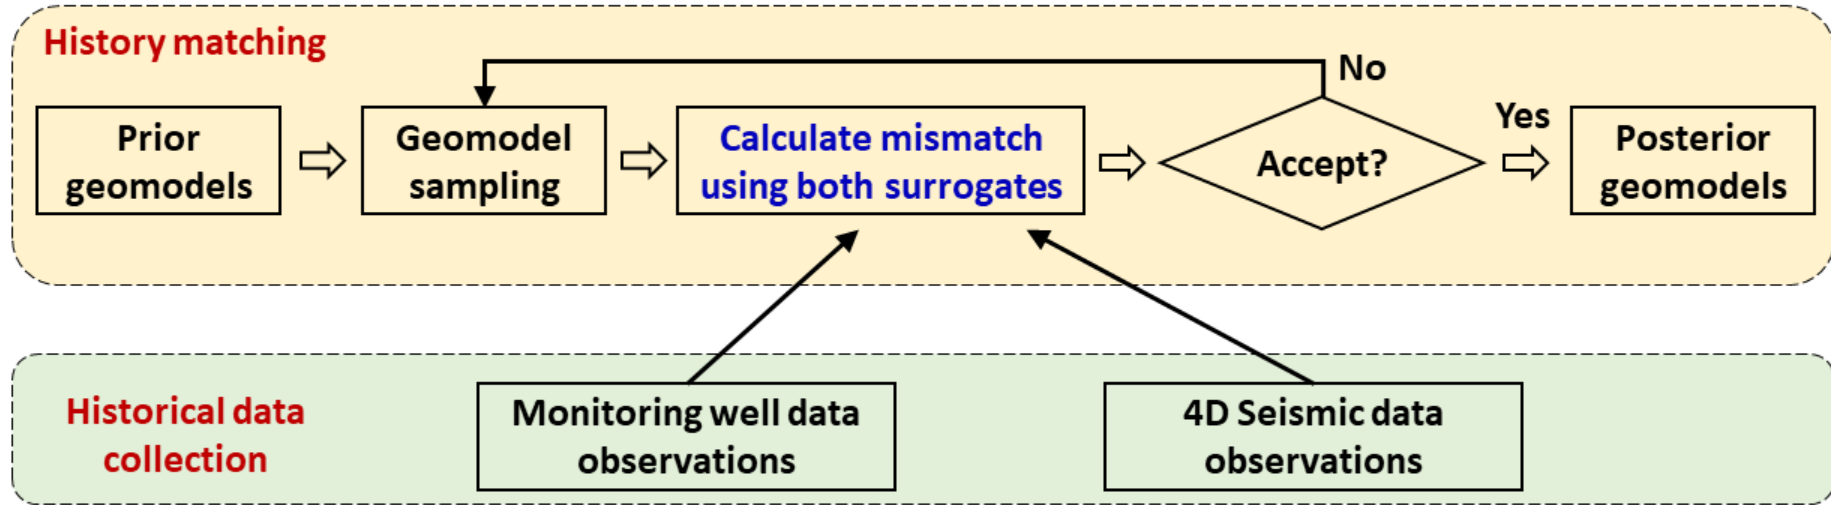 History matching
No
Prior
geomodels
Geomodel
sampling
Calculate mismatch
using both surrogates
Accept?
Yes
Posterior
geomodels
Historical data
collection
Monitoring well data
observations
4D Seismic data
observations